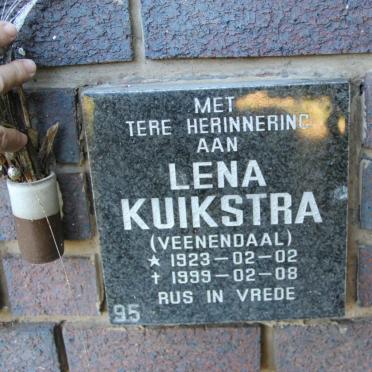 MET
TERE HERINNERING
AAN
LENA
KUIKSTRA
(VEENENDAAL)
* 1923-02-02
† 1999-02-08
RUS IN VREDE
95